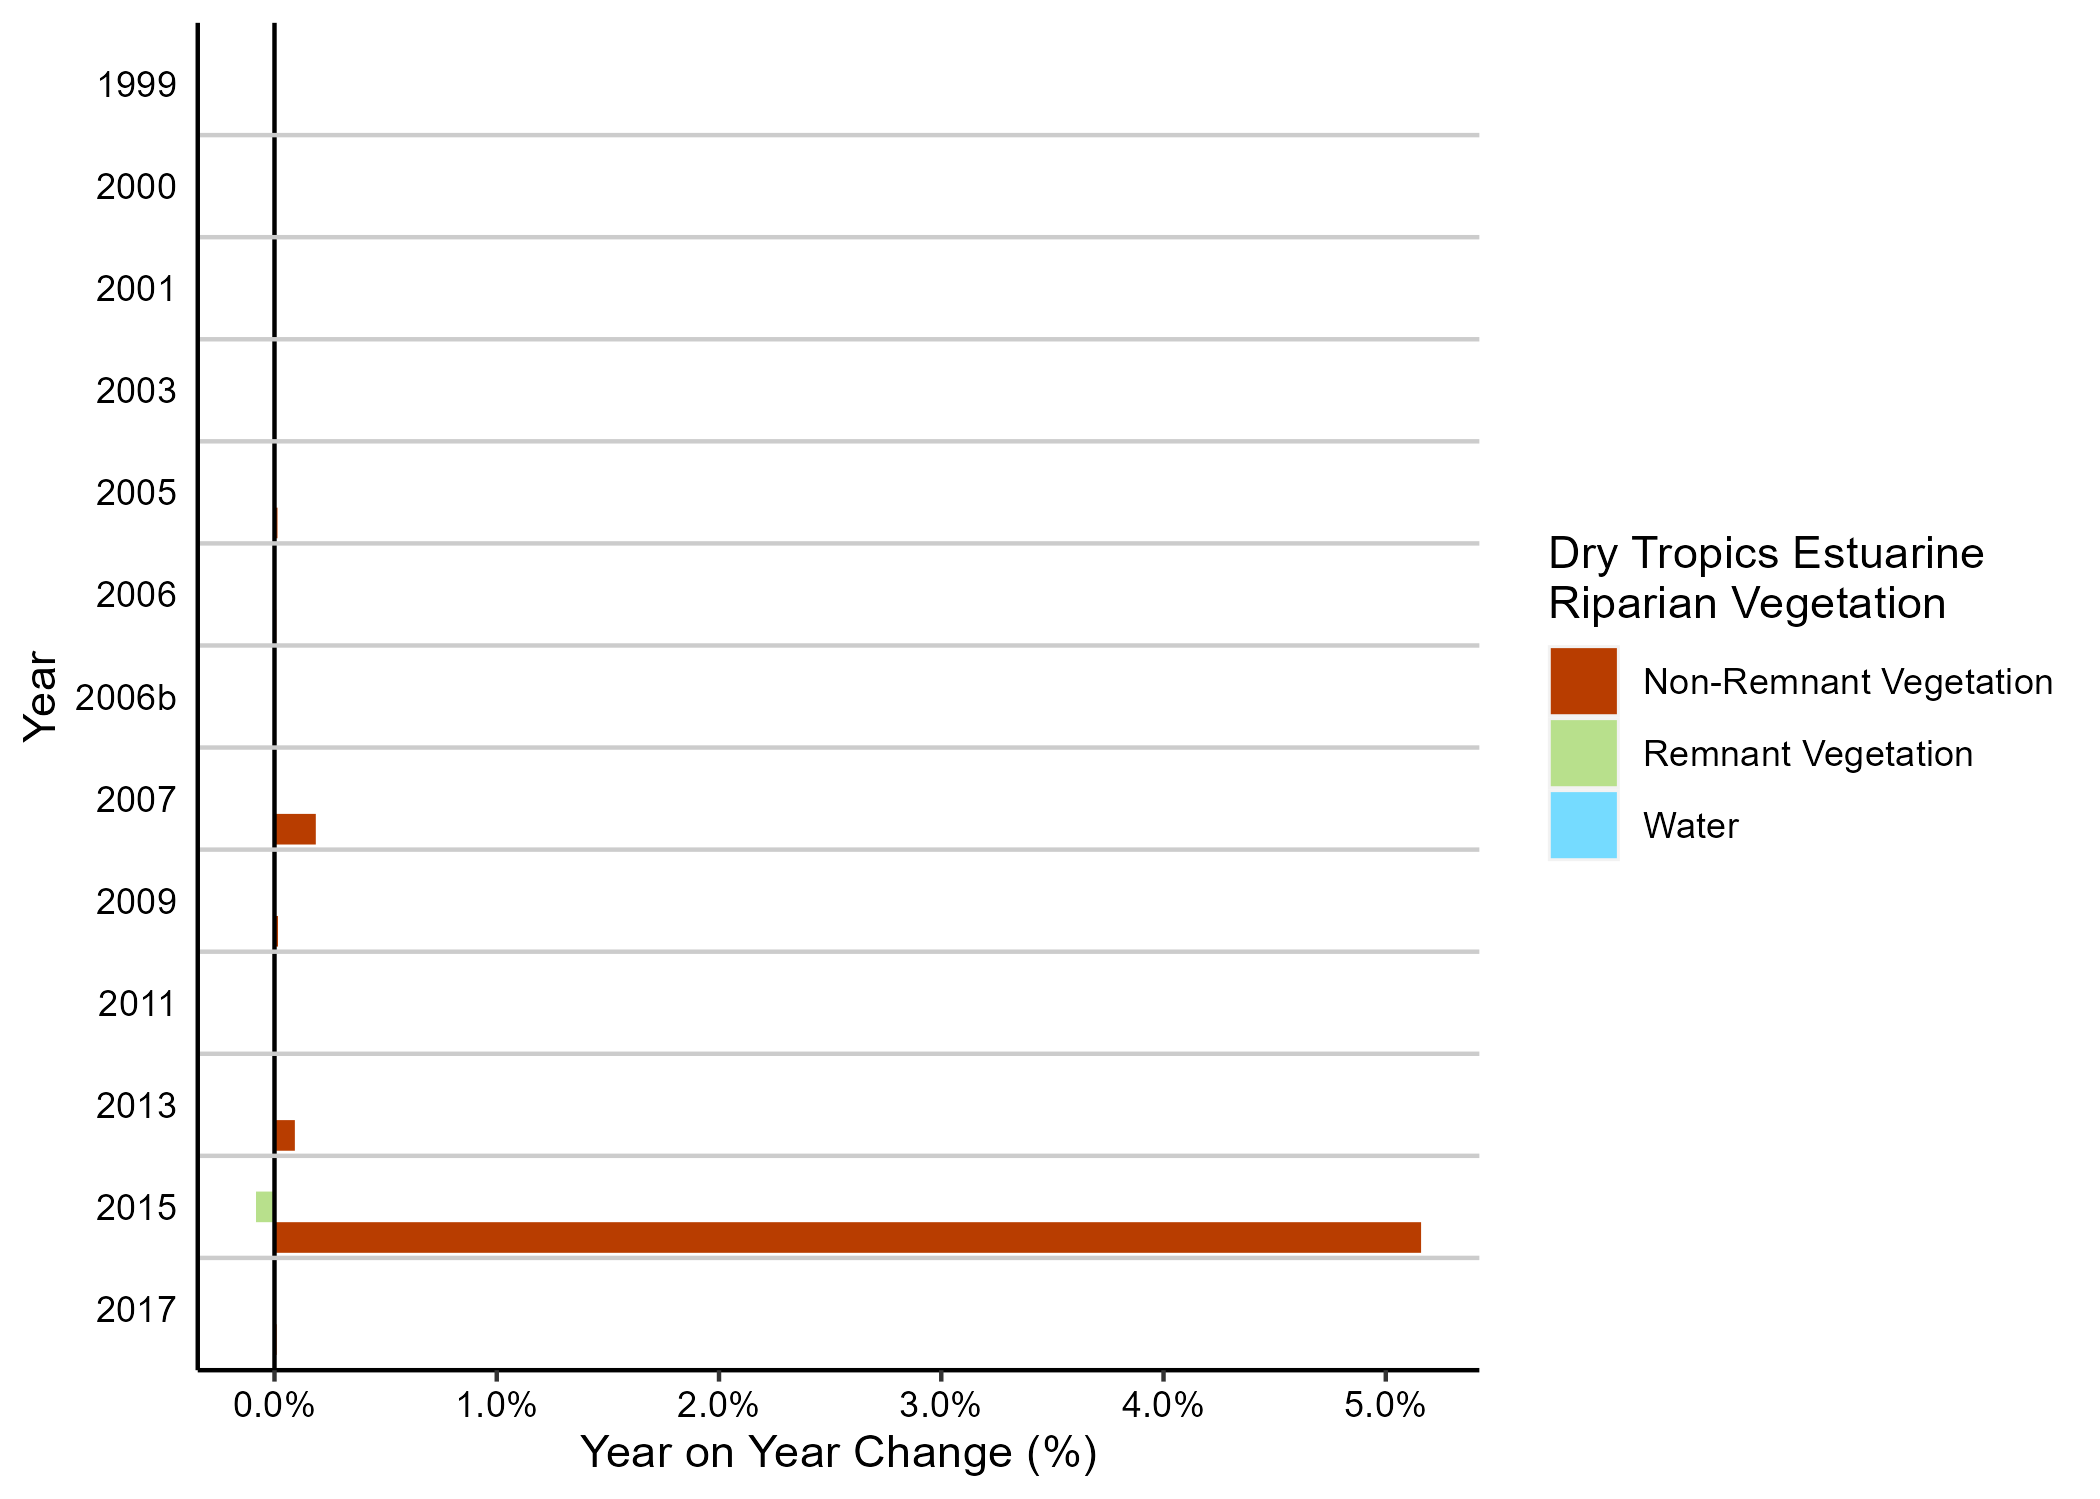 1999
2000
2001
2003
2005
2006
2006b
2007
2009
2011
2013
2015
2017
Year
0.0%
1.0%
2.0%
3.0%
4.0%
5.0%
Year on Year Change (%)
Dry Tropics Estuarine
Riparian Vegetation
Non-Remnant Vegetation
Remnant Vegetation
Water